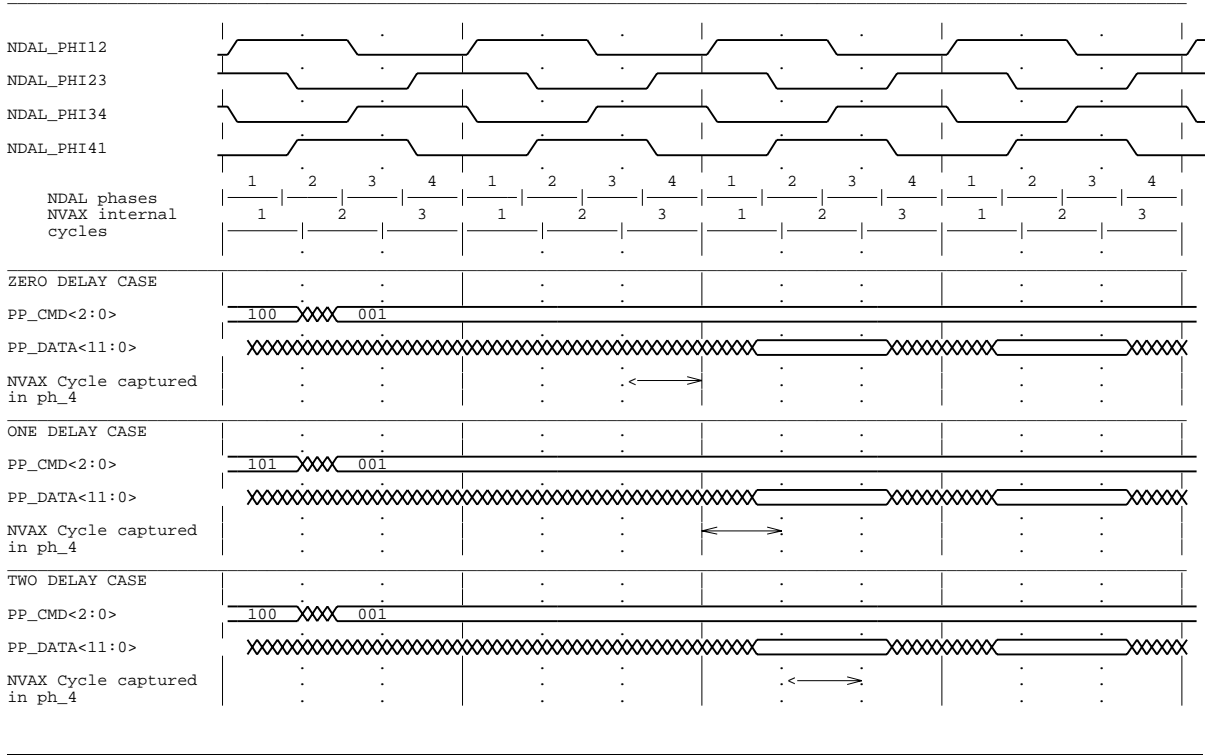 NDAL_PHI12
NDAL_PHI23
NDAL_PHI34
NDAL_PHI41
1 2 3 4 1 2 3 4 1 2 3 4 1 2 3 4
NDAL phases
NVAX internal 1 2 3 1 2 3 1 2 3 1 2 3
cycles
ZERO DELAY CASE
PP_CMD<2:0> 100 001
PP_DATA<11:0>
NVAX Cycle captured
in ph_4
ONE DELAY CASE
PP_CMD<2:0> 101 001
PP_DATA<11:0>
NVAX Cycle captured
in ph_4
TWO DELAY CASE
PP_CMD<2:0> 100 001
PP_DATA<11:0>
NVAX Cycle captured
in ph_4